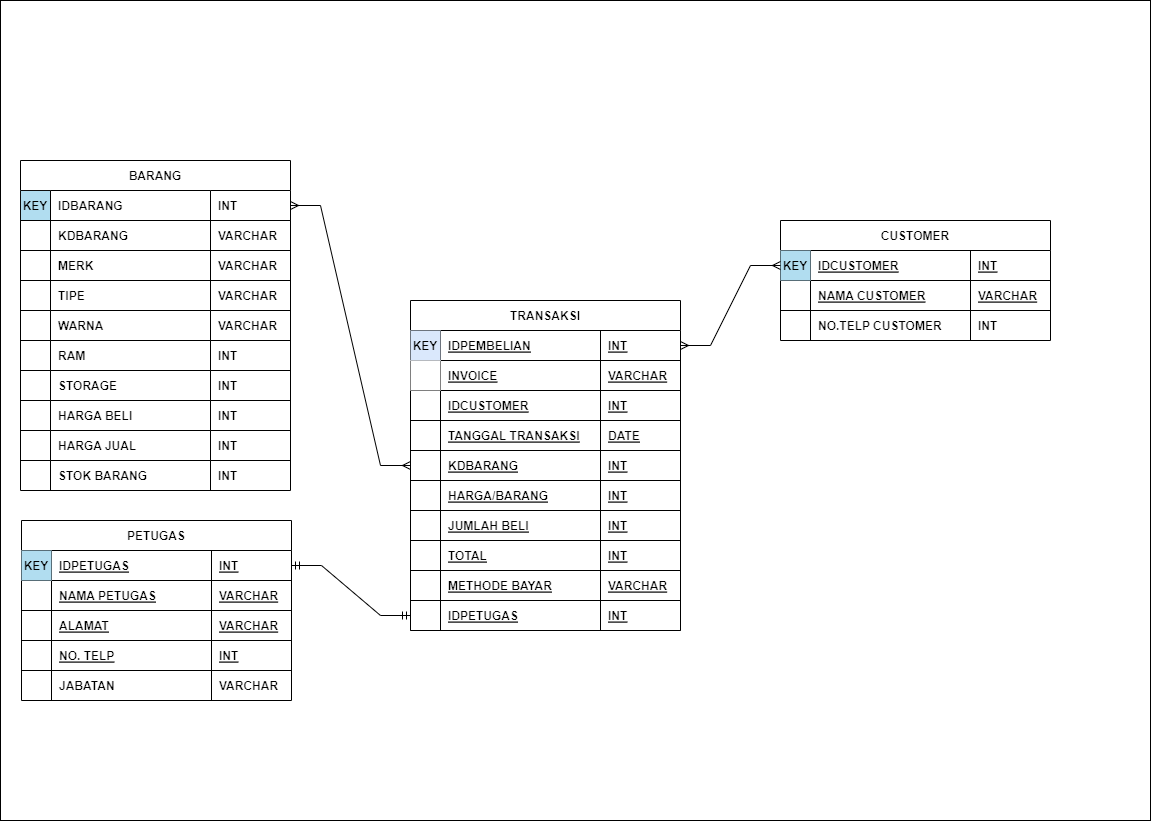 BARANG
KEY IDBARANG INT
KDBARANG VARCHAR
MERK VARCHAR
TIPE VARCHAR
WARNA VARCHAR
RAM INT
STORAGE INT
HARGA BELI INT
HARGA JUAL INT
STOK BARANG INT
PETUGAS
KEY IDPETUGAS INT
NAMA PETUGAS VARCHAR
ALAMAT VARCHAR
NO. TELP INT
JABATAN VARCHAR
TRANSAKSI
KEY IDPEMBELIAN INT
INVOICE VARCHAR
IDCUSTOMER INT
TANGGAL TRANSAKSI DATE
KDBARANG INT
HARGA/BARANG INT
JUMLAH BELI INT
TOTAL INT
METHODE BAYAR VARCHAR
IDPETUGAS INT
CUSTOMER
KEY IDCUSTOMER INT
NAMA CUSTOMER VARCHAR
NO.TELP CUSTOMER INT